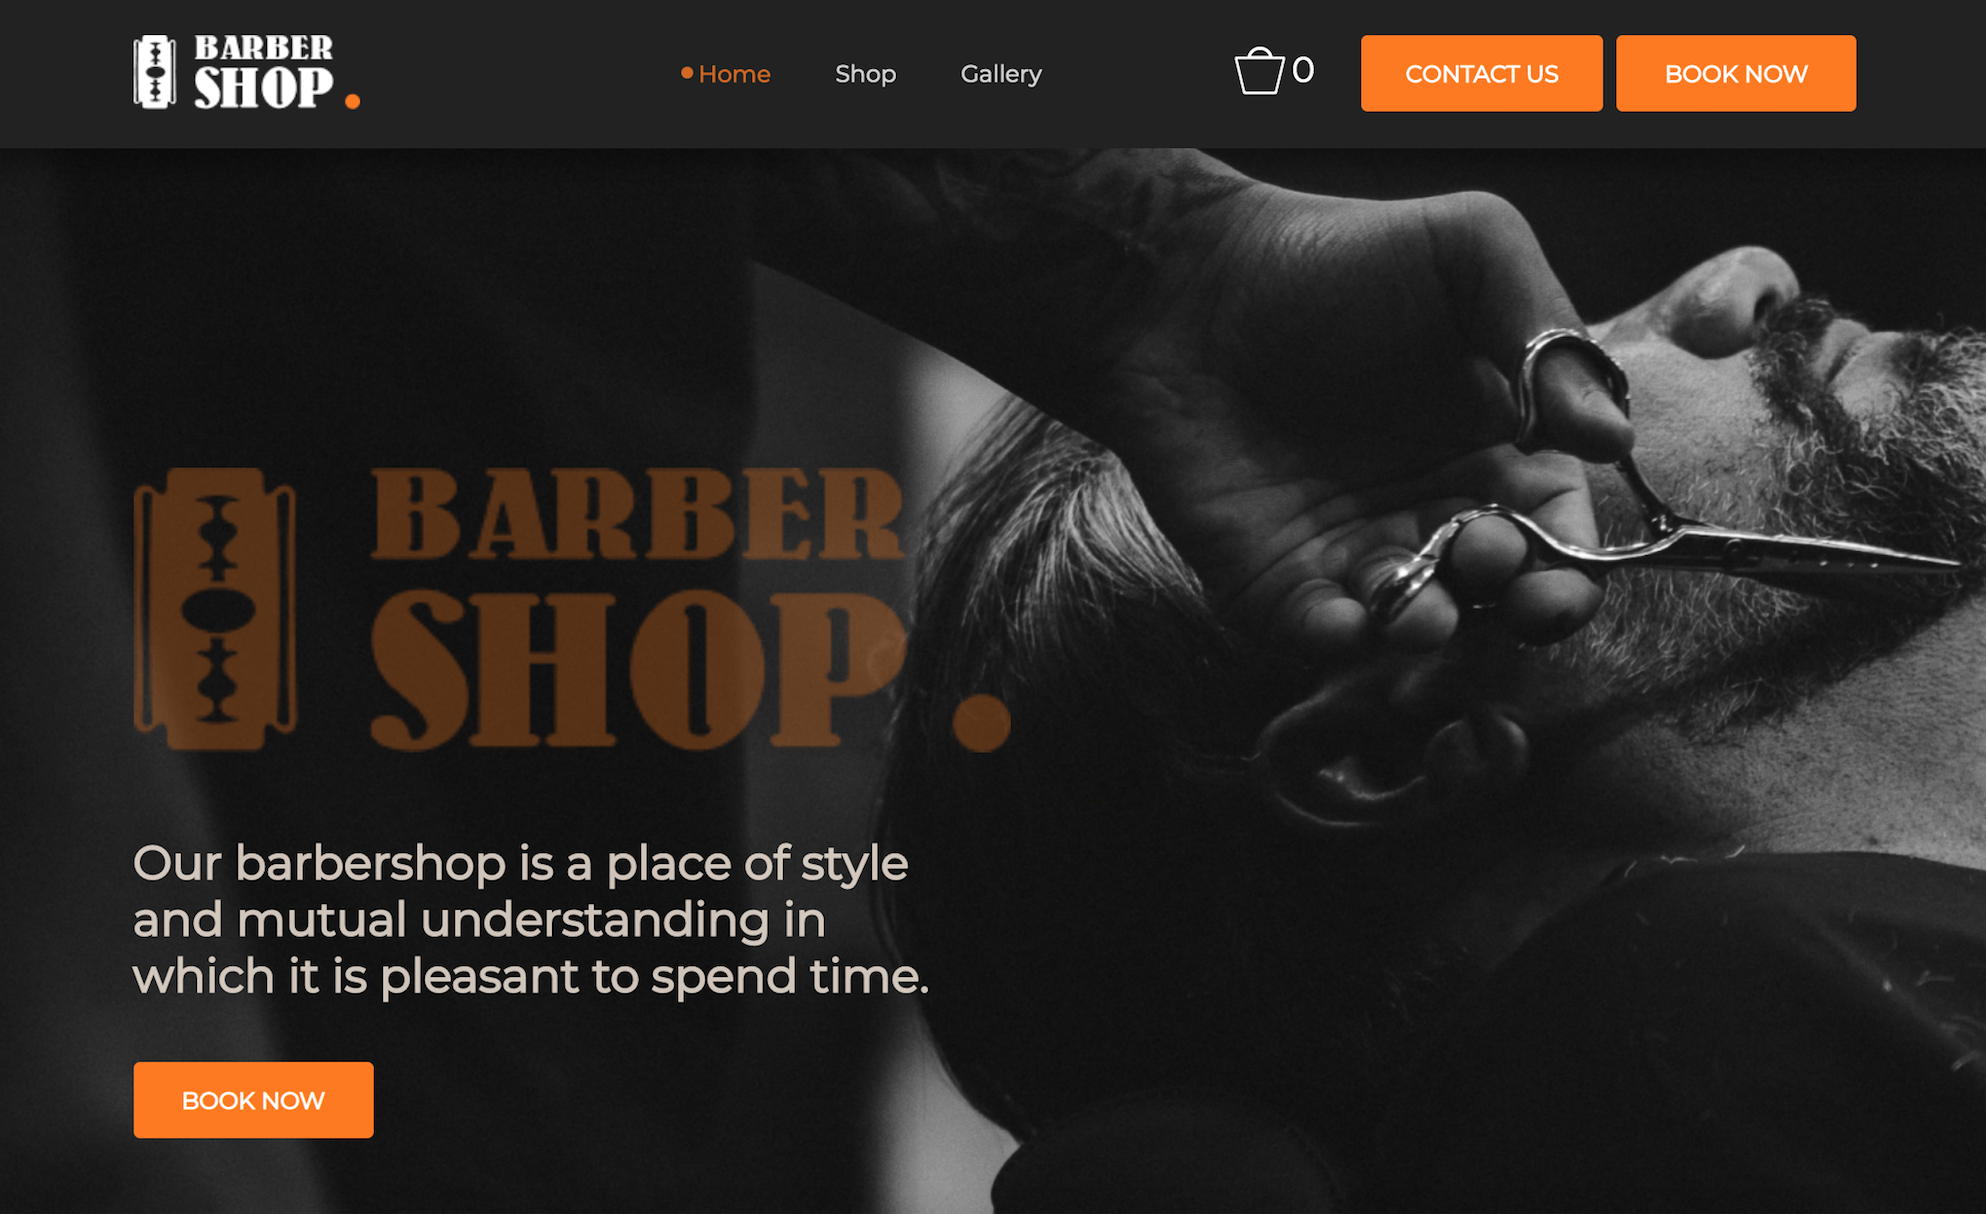 BARBER
SHOP.
Home
Shop
Gallery
0
CONTACT US
BOOK NOW
BARBER
SHOP.
Our barbershop is a place of style
and mutual understanding in
which it is pleasant to spend time.
BOOK NOW